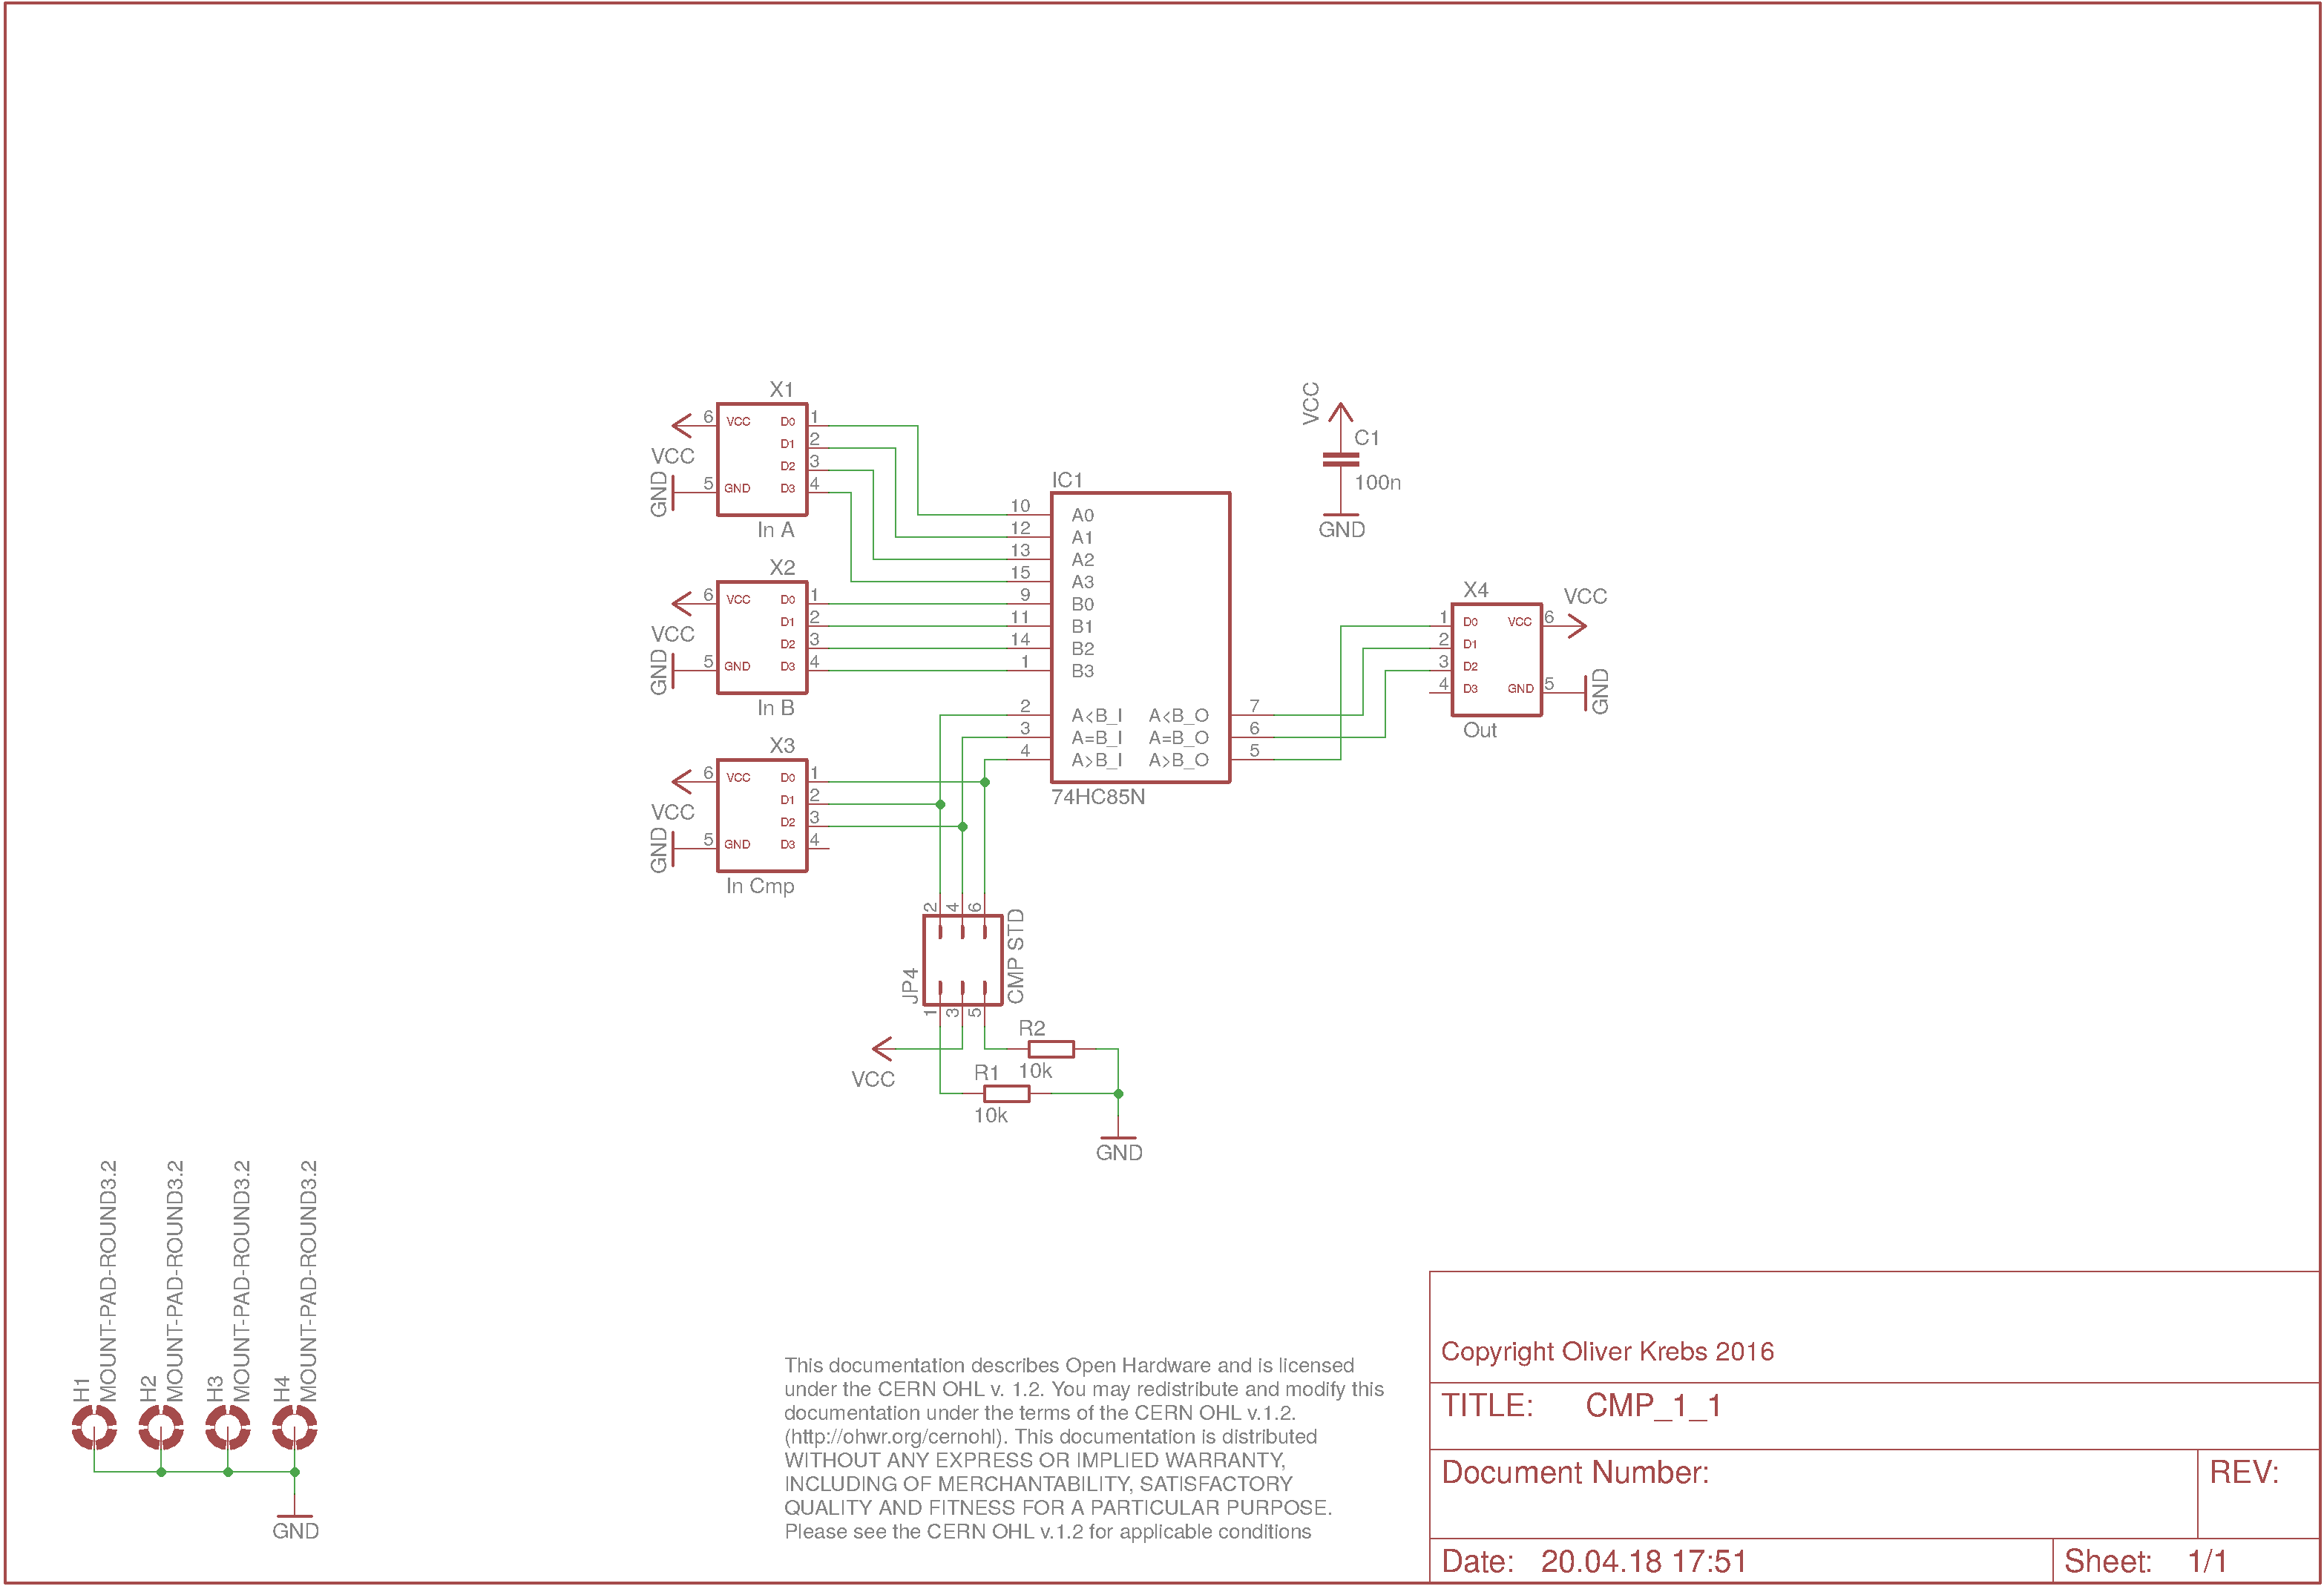 X1
6 VCC D0 1
D1 2
VCC D2 3
GND 5 GND D3 4
In A
X2
6 VCC D0 1
D1 2
VCC D2 3
GND 5 GND D3 4
In B
X3
6 VCC D0 1
D1 2
VCC D2 3
GND 5 GND D3 4
In Cmp
IC1
10 A0
12 A1
13 A2
15 A3
9 B0
11 B1
14 B2
1 B3
2 A<B_I A<B_O 7
3 A=B_I A=B_O 6
4 A>B_I A>B_O 5
74HC85N
VCC
C1
100n
GND
X4 VCC
1 D0 VCC 6
2 D1
3 D2
4 D3 GND 5 GND
Out
2 4 6
JP4 CMP STD
1 3 5
R2
VCC R1 10k
10k
GND
H1 MOUNT-PAD-ROUND3.2
H2 MOUNT-PAD-ROUND3.2
H3 MOUNT-PAD-ROUND3.2
H4 MOUNT-PAD-ROUND3.2
GND
This documentation describes Open Hardware and is licensed
under the CERN OHL v. 1.2. You may redistribute and modify this
documentation under the terms of the CERN OHL v.1.2.
(http://ohwr.org/cernohl). This documentation is distributed
WITHOUT ANY EXPRESS OR IMPLIED WARRANTY,
INCLUDING OF MERCHANTABILITY, SATISFACTORY
QUALITY AND FITNESS FOR A PARTICULAR PURPOSE.
Please see the CERN OHL v.1.2 for applicable conditions
Copyright Oliver Krebs 2016
TITLE: CMP_1_1
Document Number: REV:
Date: 20.04.18 17:51 Sheet: 1/1